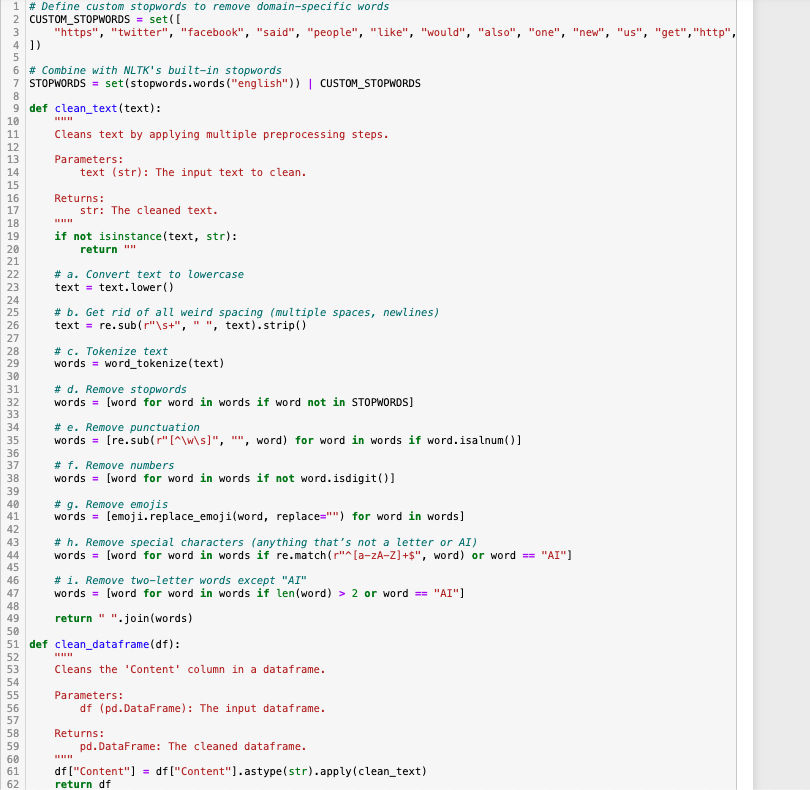 1 # Define custom stopwords to remove domain-specific words
2 CUSTOM_STOPWORDS = set([
3     "https", "twitter", "facebook", "said", "people", "like", "would", "also", "one", "new", "us", "get","http",
4 ])
5
6 # Combine with NLTK's built-in stopwords
7 STOPWORDS = set(stopwords.words("english")) | CUSTOM_STOPWORDS
8
9 def clean_text(text):
10     """
11     Cleans text by applying multiple preprocessing steps.
12
13     Parameters:
14         text (str): The input text to clean.
15
16     Returns:
17         str: The cleaned text.
18     """
19     if not isinstance(text, str):
20         return ""
21
22     # a. Convert text to lowercase
23     text = text.lower()
24
25     # b. Get rid of all weird spacing (multiple spaces, newlines)
26     text = re.sub(r"\s+", " ", text).strip()
27
28     # c. Tokenize text
29     words = word_tokenize(text)
30
31     # d. Remove stopwords
32     words = [word for word in words if word not in STOPWORDS]
33
34     # e. Remove punctuation
35     words = [re.sub(r"[^\w\s]", "", word) for word in words if word.isalnum()]
36
37     # f. Remove numbers
38     words = [word for word in words if not word.isdigit()]
39
40     # g. Remove emojis
41     words = [emoji.replace_emoji(word, replace="") for word in words]
42
43     # h. Remove special characters (anything that's not a letter or AI)
44     words = [word for word in words if re.match(r"^[a-zA-Z]+$", word) or word == "AI"]
45
46     # i. Remove two-letter words except "AI"
47     words = [word for word in words if len(word) > 2 or word == "AI"]
48
49     return " ".join(words)
50
51 def clean_dataframe(df):
52     """
53     Cleans the 'Content' column in a dataframe.
54
55     Parameters:
56         df (pd.DataFrame): The input dataframe.
57
58     Returns:
59         pd.DataFrame: The cleaned dataframe.
60     """
61     df["Content"] = df["Content"].astype(str).apply(clean_text)
62     return df